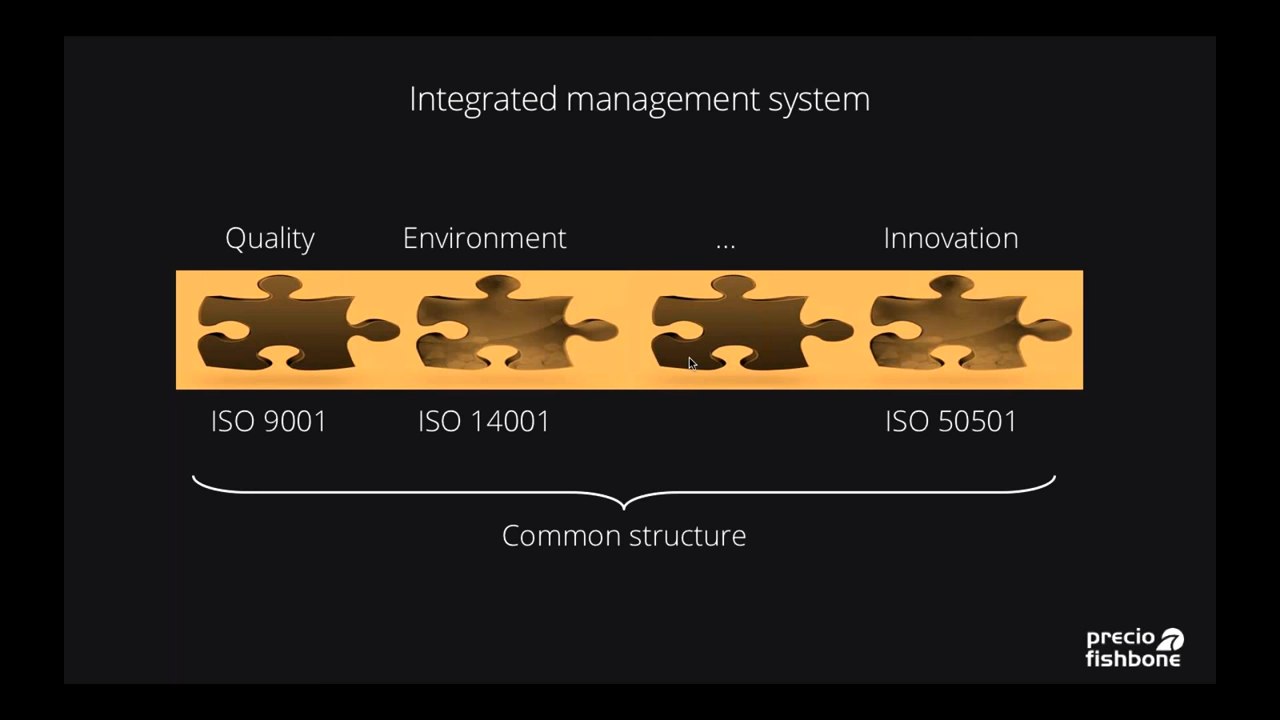 Integrated management system
Quality Environment ... Innovation
ISO 9001 ISO 14001 ISO 50501
Common structure
precio
fishbone